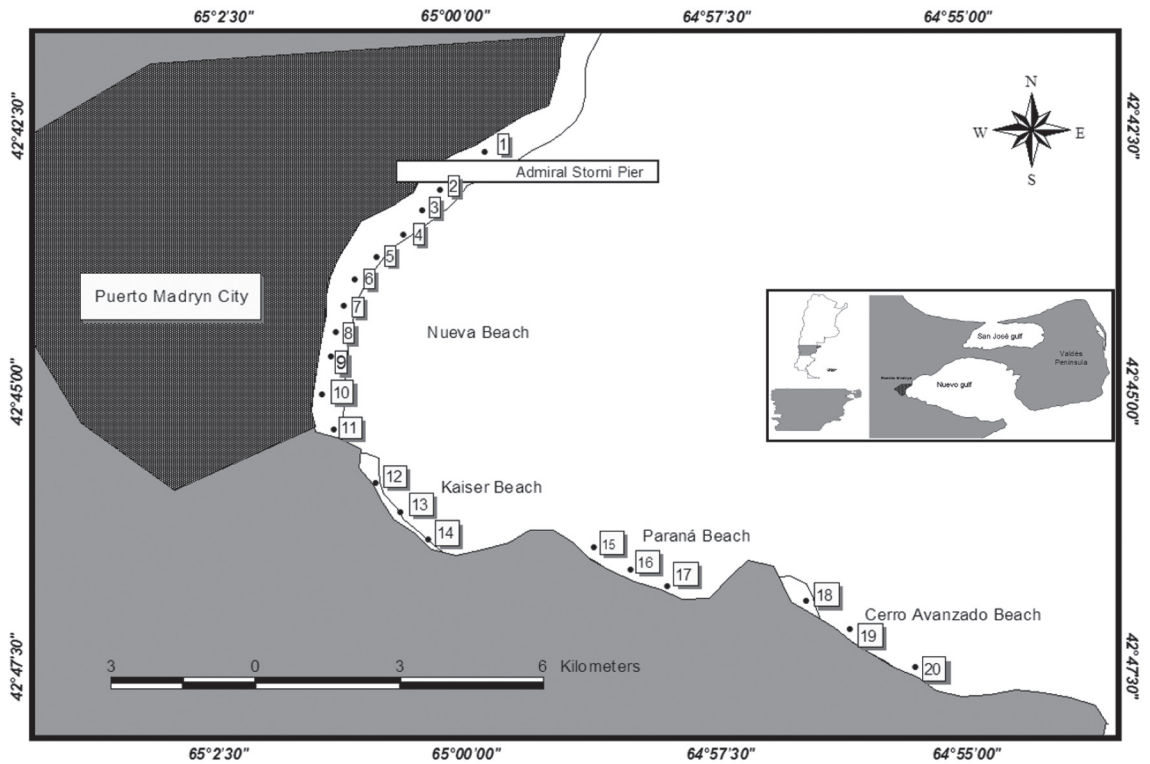 65°2'30"
65°00'00"
64°57'30"
64°55'00"
42°42'30"
42°42'30"
N
W
E
S
1
Admiral Storni Pier
2
3
4
5
6
7
8
9
10
11
Puerto Madryn City
Nueva Beach
San José gulf
Valdés
Península
Nuevo gulf
42°45'00"
42°45'00"
12
Kaiser Beach
13
14
15
Paraná Beach
16
17
18
Cerro Avanzado Beach
19
20
3 0 3 6 Kilometers
42°47'30"
42°47'30"
65°2'30"
65°00'00"
64°57'30"
64°55'00"